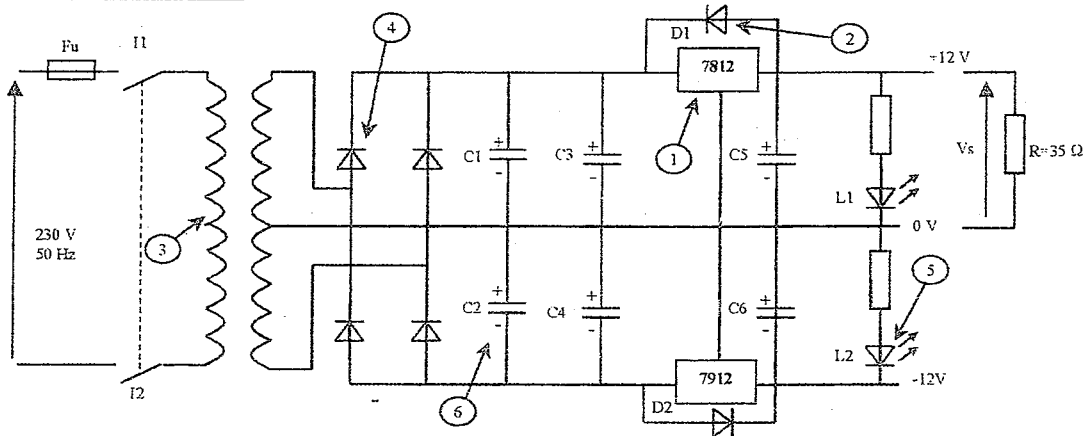 Fu
I1
4
D1
2
7812
+12 V
1
C1
C3
C5
Vs
R=35 Ω
L1
0 V
230 V
50 Hz
3
5
C2
C4
C6
L2
7912
-12V
I2
6
D2
+
-
+
-
+
-
+
-
+
-
+
-
-